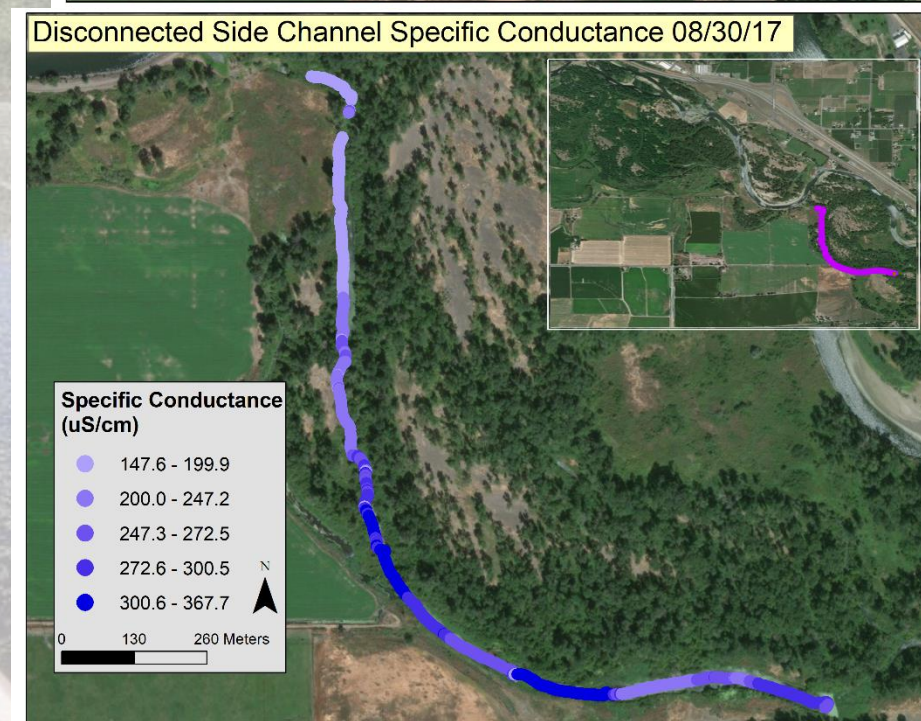 Disconnected Side Channel Specific Conductance 08/30/17
Specific Conductance
(uS/cm)
147.6 - 199.9
200.0 - 247.2
247.3 - 272.5
272.6 - 300.5
300.6 - 367.7
N
0 130 260 Meters